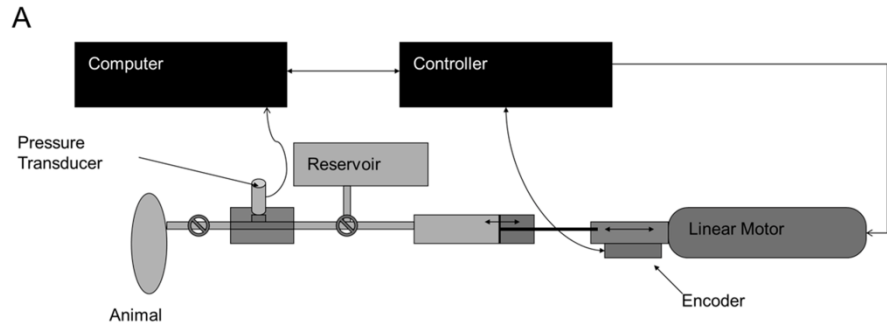 A
Computer
Controller
Pressure
Transducer
Reservoir
Linear Motor
Encoder
Animal